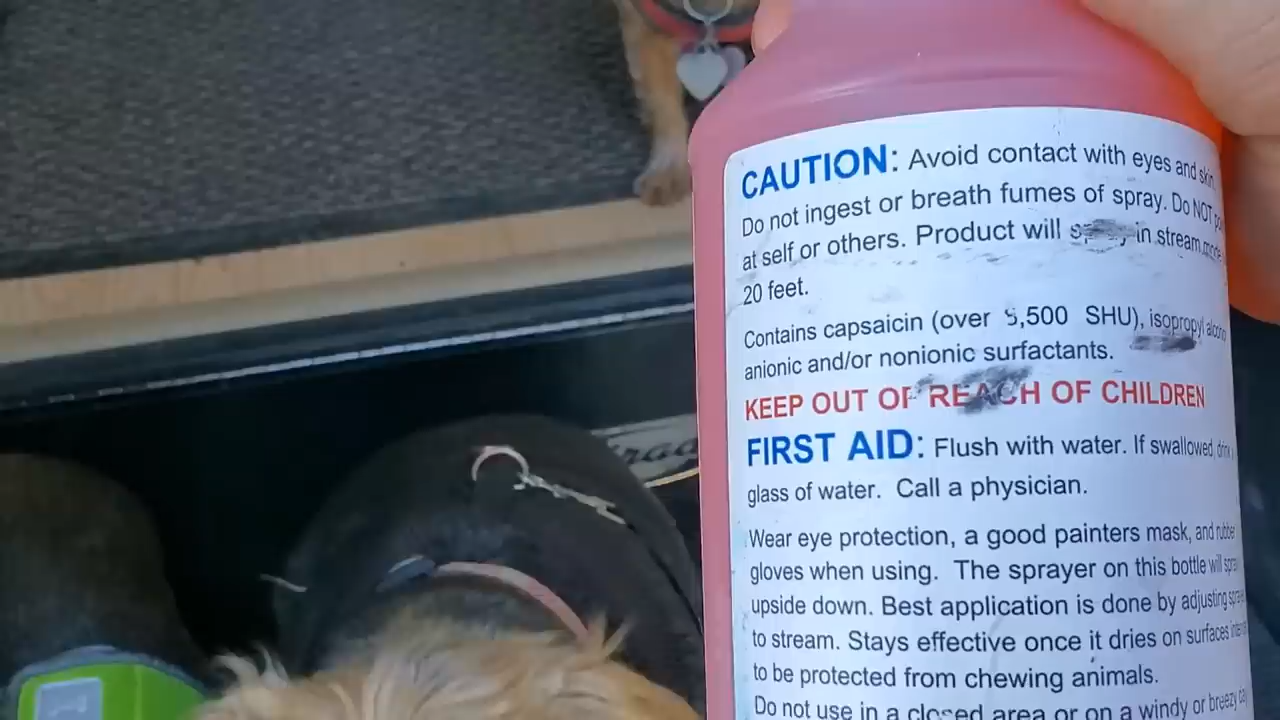 CAUTION: Avoid contact with eyes and skin.
Do not ingest or breath fumes of spray. Do NOT
at self or others. Product will spray in stream
20 feet.
Contains capsaicin (over 5,500 SHU), isopropyl
anionic and/or nonionic surfactants.
KEEP OUT OF REACH OF CHILDREN
FIRST AID: Flush with water. If swallowed,
glass of water. Call a physician.
Wear eye protection, a good painters mask, and rubber
gloves when using. The sprayer on this bottle will
upside down. Best application is done by adjusting
to stream. Stays effective once it dries on surfaces
to be protected from chewing animals.
Do not use in a closed area or on a windy or breezy